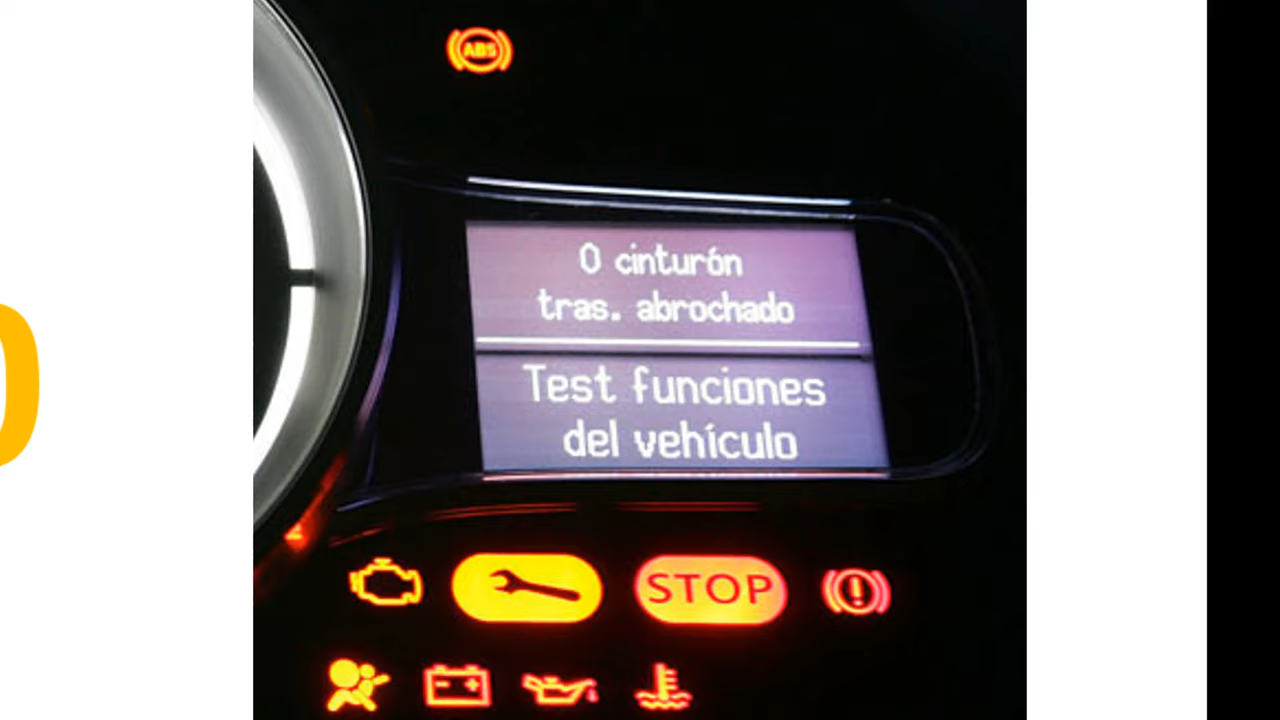 ABS
0 cinturón
tras. abrochado
Test funciones
del vehículo
STOP